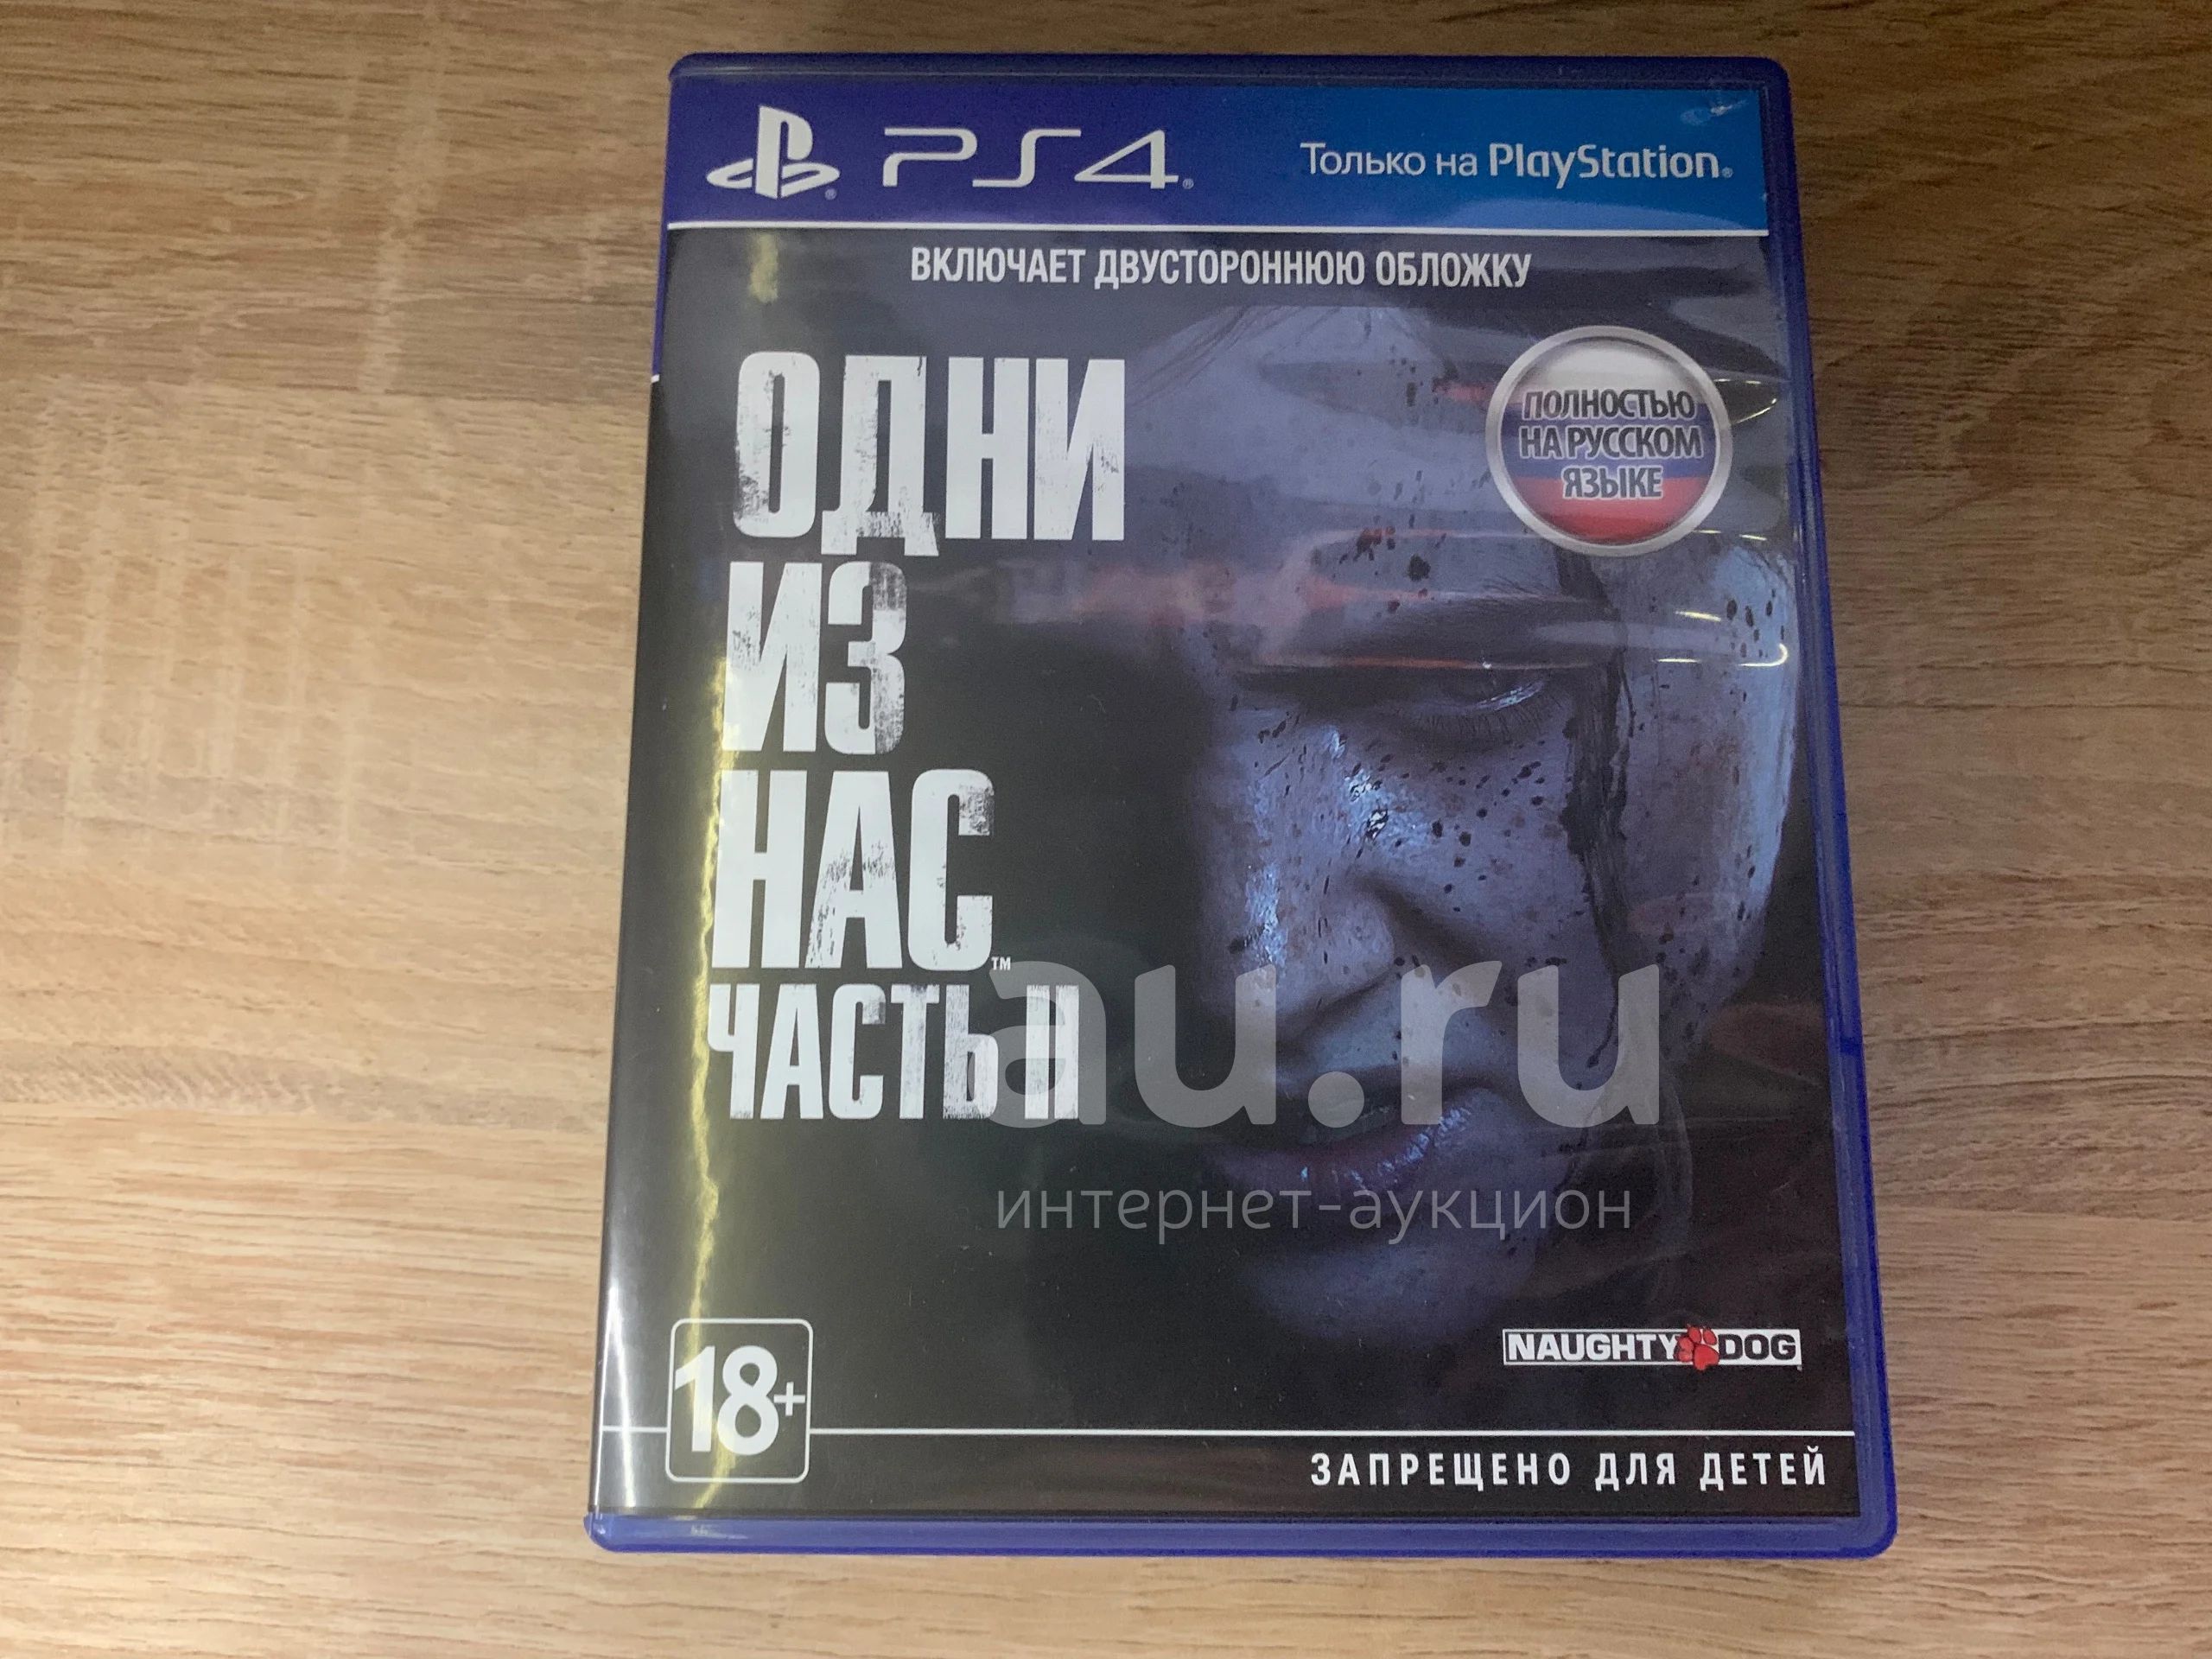 PS4
Только на PlayStation
ВКЛЮЧАЕТ ДВУСТОРОННЮЮ ОБЛОЖКУ
ОДНИ
ИЗ
НАС™
ЧАСТЬ II
ПОЛНОСТЬЮ
НА РУССКОМ
ЯЗЫКЕ
au.ru
интернет-аукцион
NAUGHTY DOG
18+
ЗАПРЕЩЕНО ДЛЯ ДЕТЕЙ